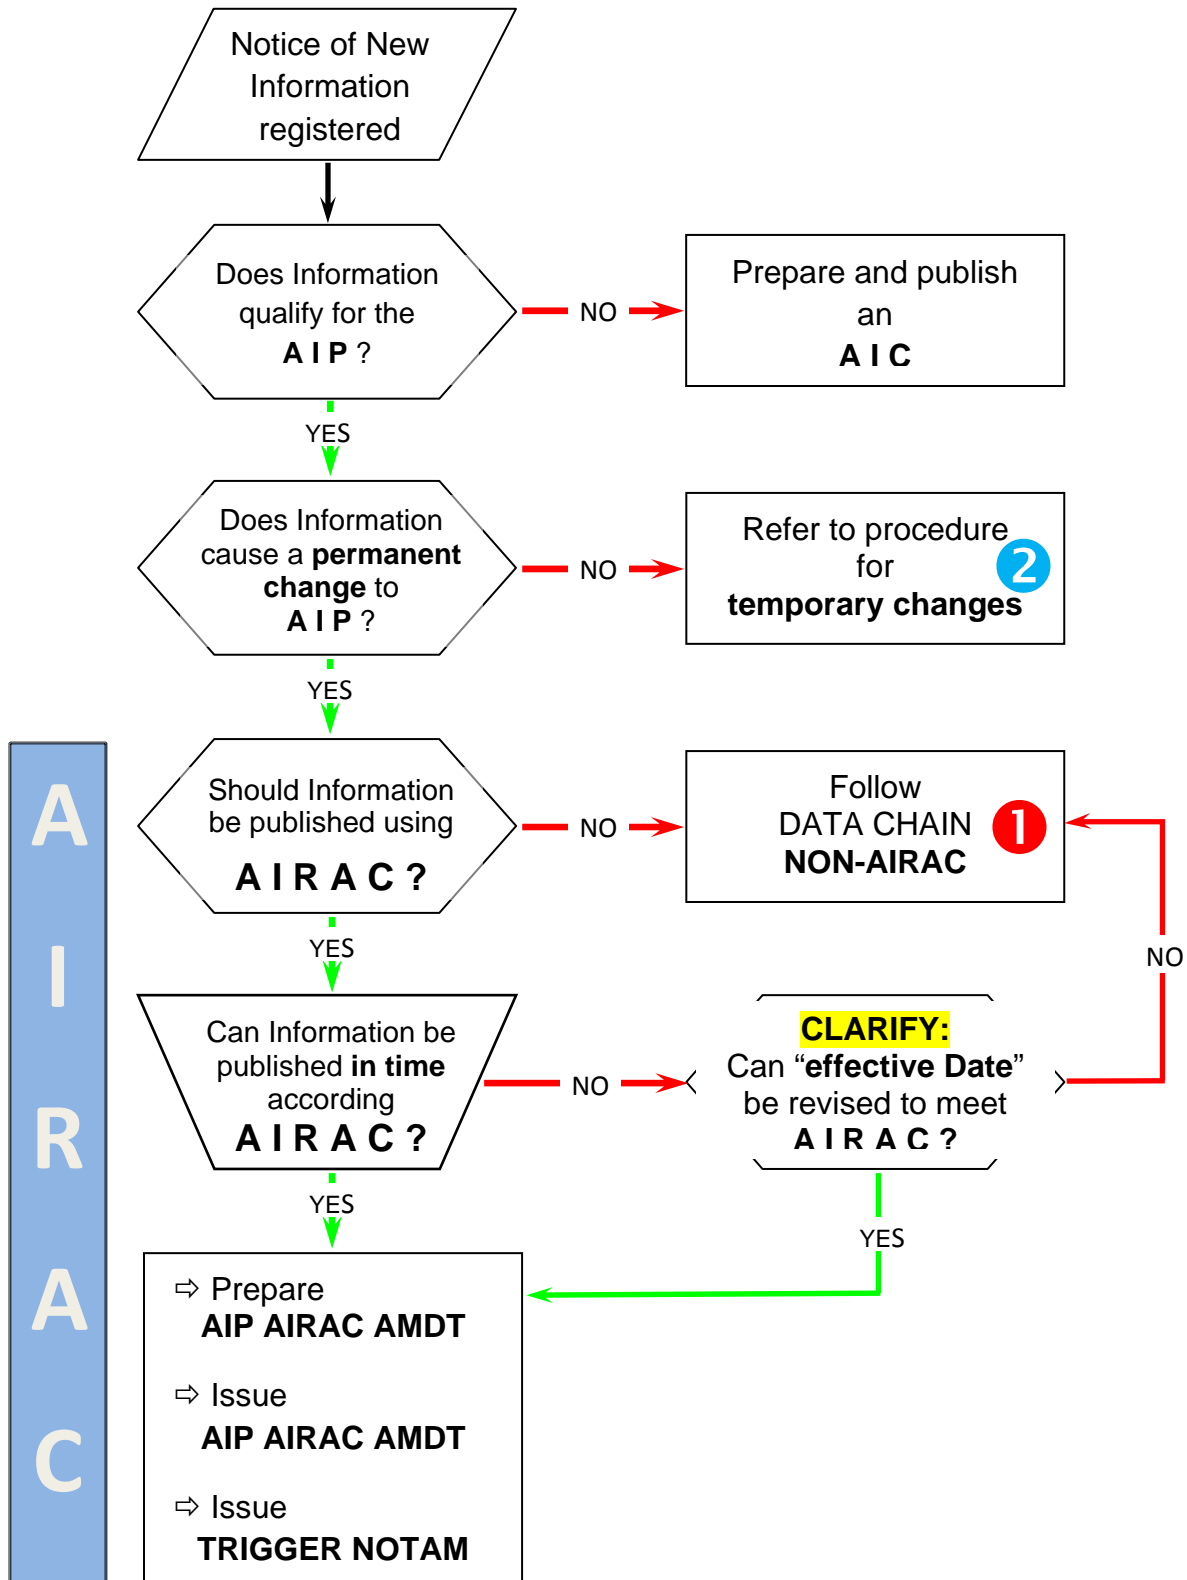 Notice of New
Information
registered
Does Information
qualify for the
A I P ?
NO
Prepare and publish
an
A I C
YES
Does Information
cause a permanent
change to
A I P ?
NO
Refer to procedure
for
temporary changes
2
YES
Should Information
be published using
A I R A C ?
NO
Follow
DATA CHAIN
NON-AIRAC
1
YES
NO
Can Information be
published in time
according
A I R A C ?
NO
CLARIFY:
Can “effective Date”
be revised to meet
A I R A C ?
YES
YES
⇨ Prepare
AIP AIRAC AMDT
⇨ Issue
AIP AIRAC AMDT
⇨ Issue
TRIGGER NOTAM
A
I
R
A
C